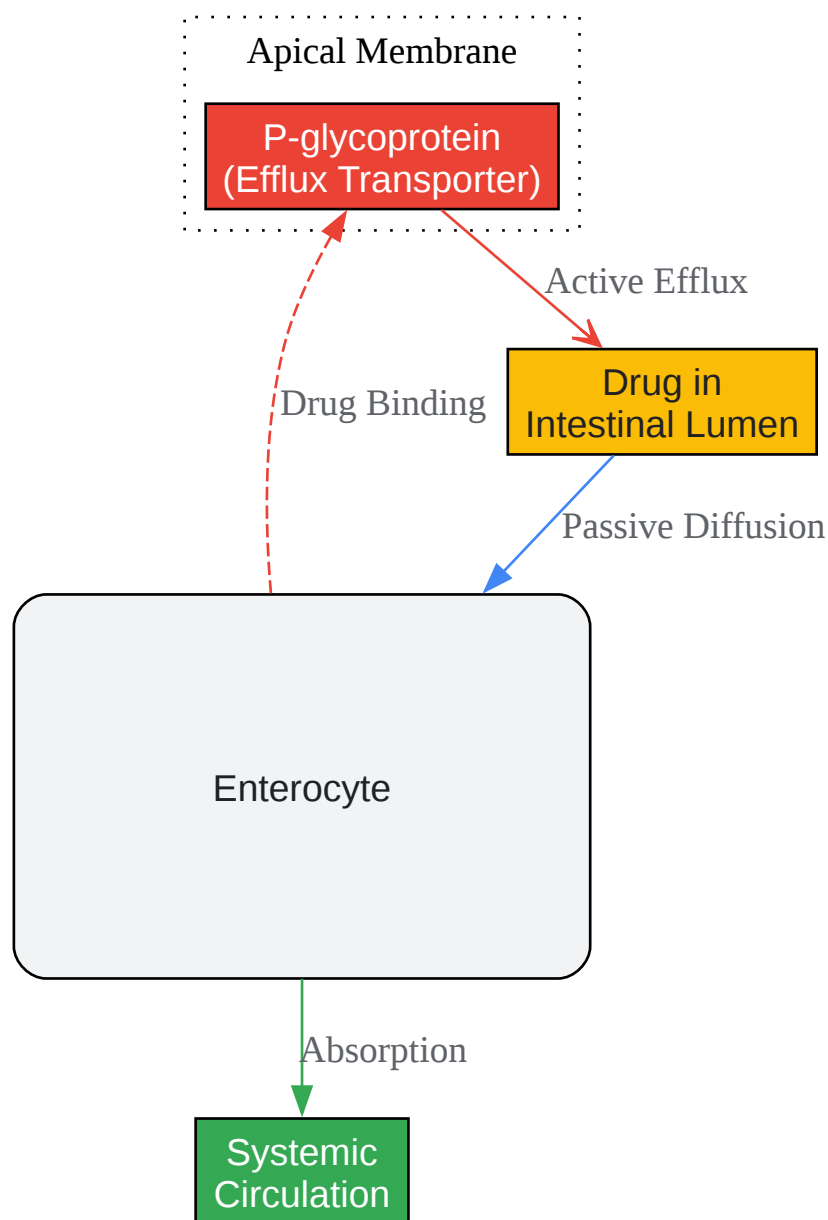 Apical Membrane
P-glycoprotein
(Efflux Transporter)
Active Efflux
Drug in
Intestinal Lumen
Drug Binding
Passive Diffusion
Enterocyte
Absorption
Systemic
Circulation